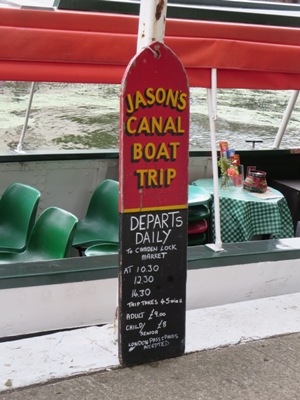 JASON'S
CANAL
BOAT
TRIP
DEPARTS
DAILY
TO CAMDEN LOCK
MARKET
AT 10.30
12.30
14.30
TRIP TAKES 45 mins
ADULT £9.00
CHILD/ £8
SENIOR
LONDON PASS CARDS
ACCEPTED